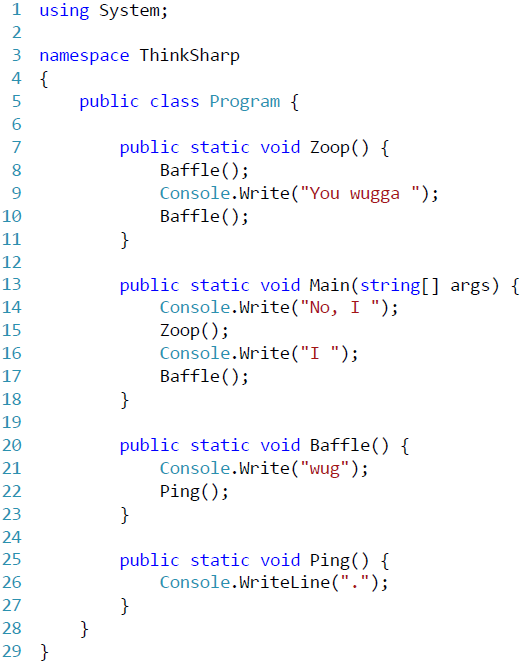 1 using System;
2
3 namespace ThinkSharp
4 {
5     public class Program {
6
7         public static void Zoop() {
8             Baffle();
9             Console.Write("You wugga ");
10             Baffle();
11         }
12
13         public static void Main(string[] args) {
14             Console.Write("No, I ");
15             Zoop();
16             Console.Write("I ");
17             Baffle();
18         }
19
20         public static void Baffle() {
21             Console.Write("wug");
22             Ping();
23         }
24
25         public static void Ping() {
26             Console.WriteLine(".");
27         }
28     }
29 }